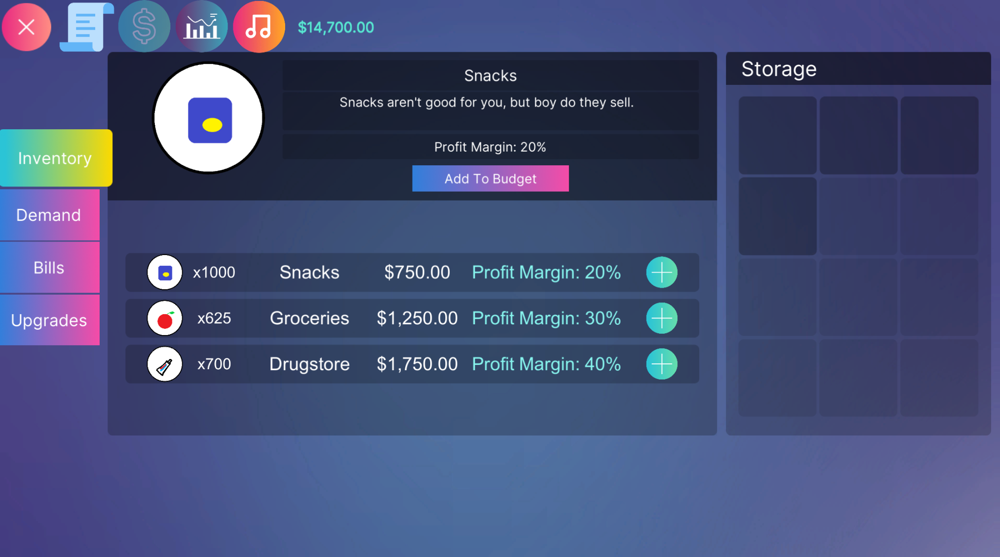 $14,700.00
Snacks
Snacks aren't good for you, but boy do they sell.
Profit Margin: 20%
Add To Budget
Storage
Inventory
Demand
Bills
Upgrades
x1000 Snacks $750.00 Profit Margin: 20%
x625 Groceries $1,250.00 Profit Margin: 30%
x700 Drugstore $1,750.00 Profit Margin: 40%